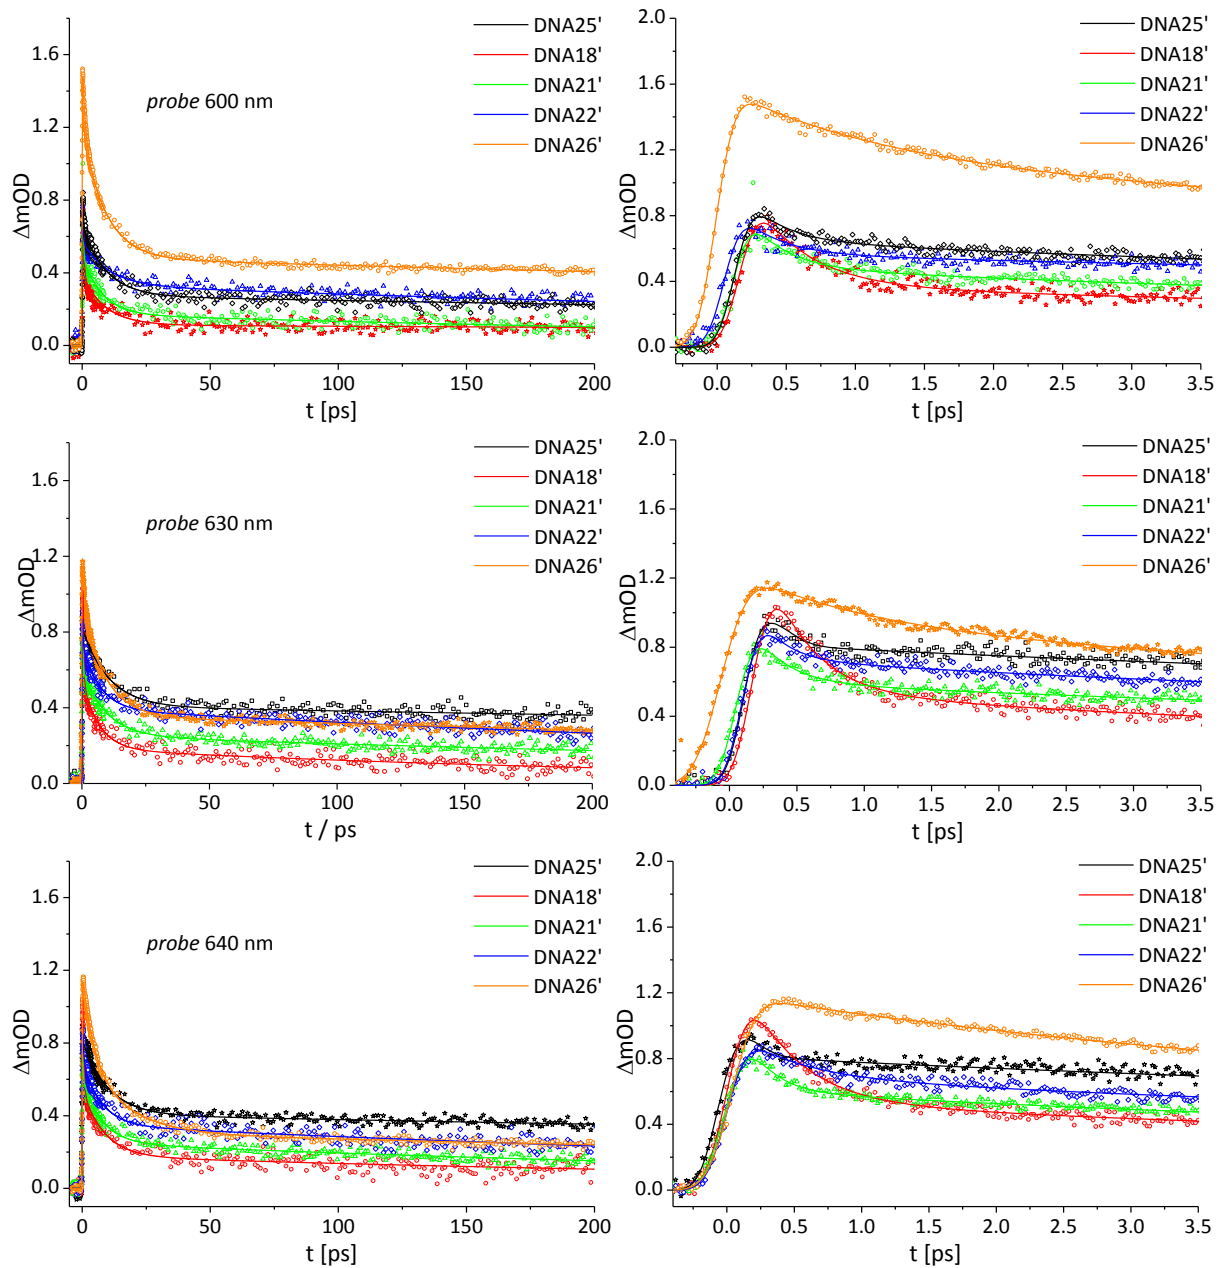 DNA25'
DNA18'
DNA21'
DNA22'
DNA26'
probe 600 nm
ΔmOD
1.6
1.2
0.8
0.4
0.0
0
50
100
150
200
t [ps]
DNA25'
DNA18'
DNA21'
DNA22'
DNA26'
ΔmOD
2.0
1.6
1.2
0.8
0.4
0.0
0.0
0.5
1.0
1.5
2.0
2.5
3.0
3.5
t [ps]
DNA25'
DNA18'
DNA21'
DNA22'
DNA26'
probe 630 nm
ΔmOD
1.6
1.2
0.8
0.4
0.0
0
50
100
150
200
t / ps
DNA25'
DNA18'
DNA21'
DNA22'
DNA26'
ΔmOD
2.0
1.6
1.2
0.8
0.4
0.0
0.0
0.5
1.0
1.5
2.0
2.5
3.0
3.5
t [ps]
DNA25'
DNA18'
DNA21'
DNA22'
DNA26'
probe 640 nm
ΔmOD
1.6
1.2
0.8
0.4
0.0
0
50
100
150
200
t [ps]
DNA25'
DNA18'
DNA21'
DNA22'
DNA26'
ΔmOD
2.0
1.6
1.2
0.8
0.4
0.0
0.0
0.5
1.0
1.5
2.0
2.5
3.0
3.5
t [ps]